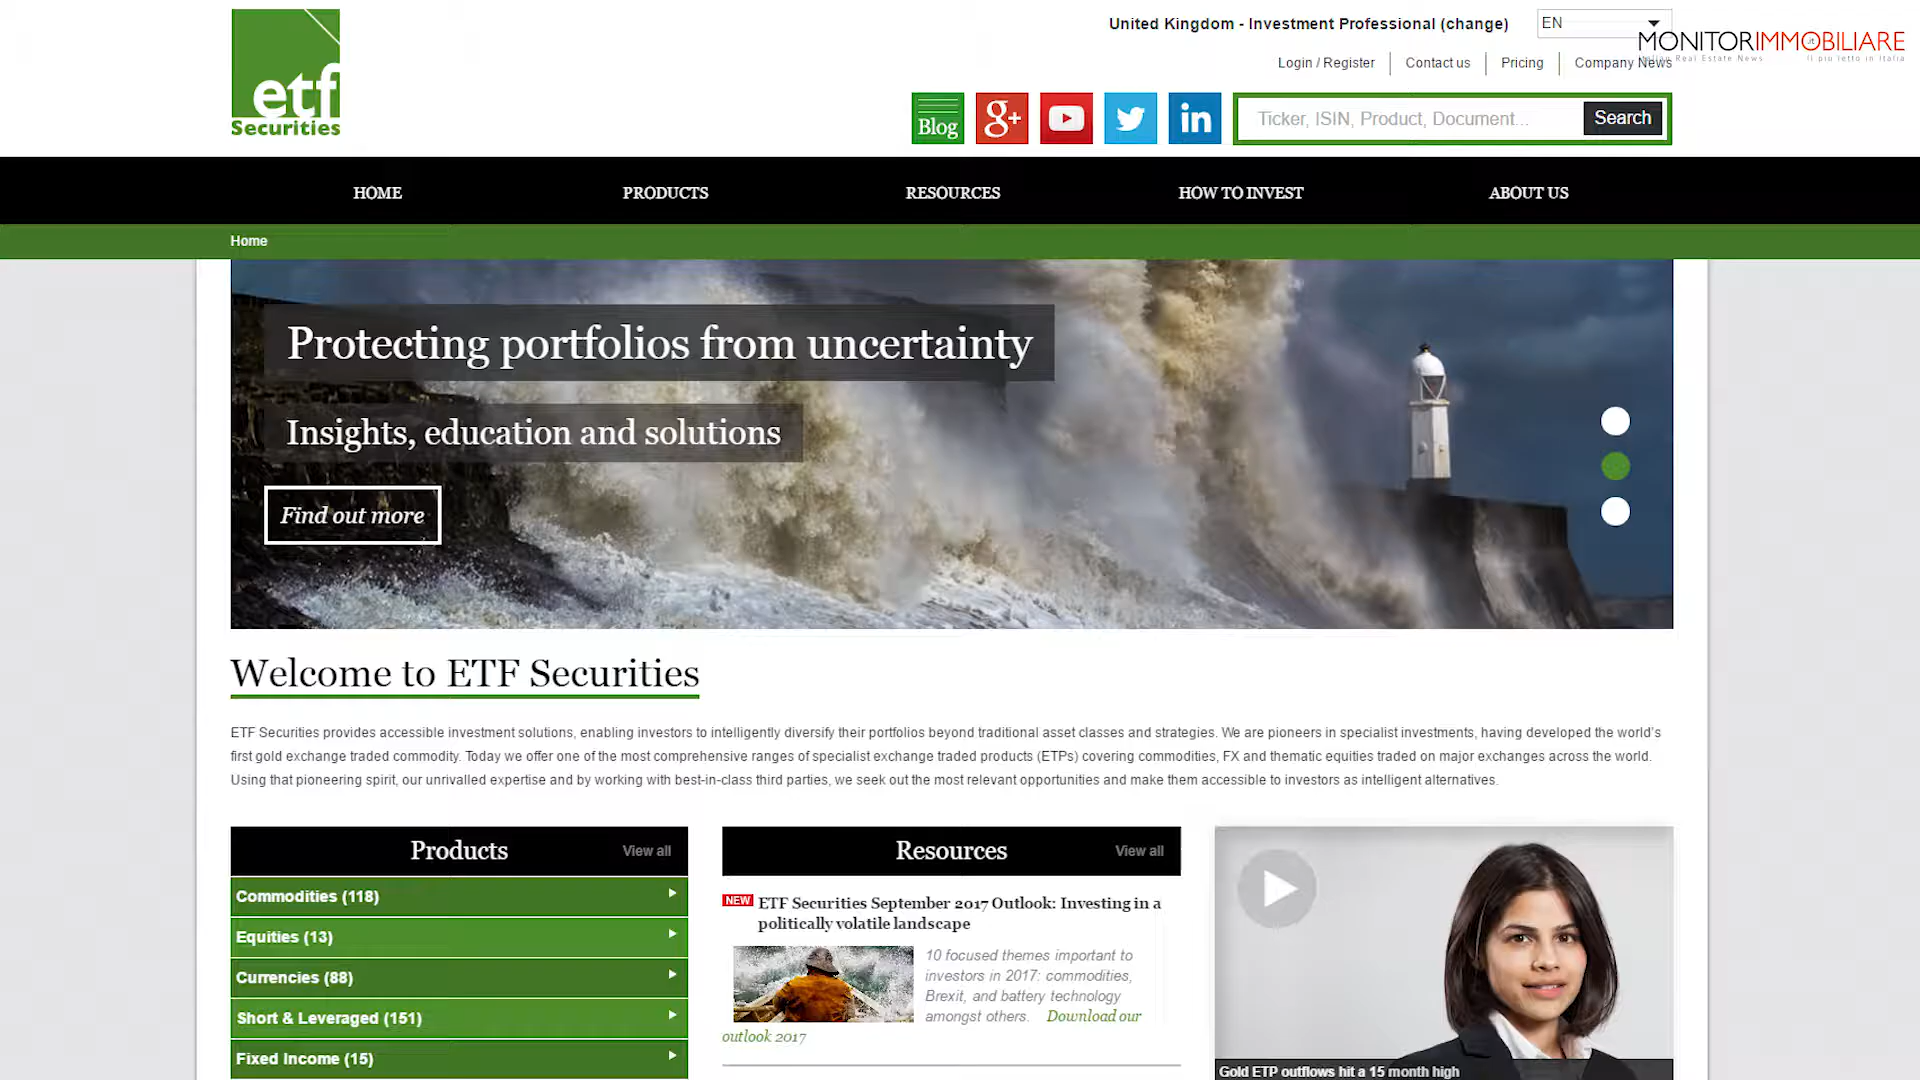 etf
Securities
United Kingdom - Investment Professional (change)
EN
MONITORIMMOBILIARE
.it
Italian Real Estate News
Il più letto in Italia
Login / Register
Contact us
Pricing
Company News
Blog
g+
in
Ticker, ISIN, Product, Document...
Search
HOME
PRODUCTS
RESOURCES
HOW TO INVEST
ABOUT US
Home
Protecting portfolios from uncertainty
Insights, education and solutions
Find out more
Welcome to ETF Securities
ETF Securities provides accessible investment solutions, enabling investors to intelligently diversify their portfolios beyond traditional asset classes and strategies. We are pioneers in specialist investments, having developed the world's
first gold exchange traded commodity. Today we offer one of the most comprehensive ranges of specialist exchange traded products (ETPs) covering commodities, FX and thematic equities traded on major exchanges across the world.
Using that pioneering spirit, our unrivalled expertise and by working with best-in-class third parties, we seek out the most relevant opportunities and make them accessible to investors as intelligent alternatives.
Products
View all
Commodities (118)
Equities (13)
Currencies (88)
Short & Leveraged (151)
Fixed Income (15)
Resources
View all
NEW
ETF Securities September 2017 Outlook: Investing in a
politically volatile landscape
10 focused themes important to
investors in 2017: commodities,
Brexit, and battery technology
amongst others. Download our
outlook 2017
Gold ETP outflows hit a 15 month high